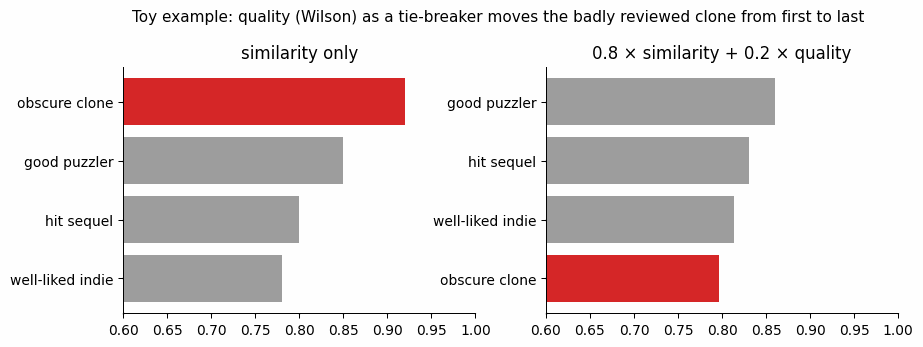 Toy example: quality (Wilson) as a tie-breaker moves the badly reviewed clone from first to last
similarity only
obscure clone
good puzzler
hit sequel
well-liked indie
0.60 0.65 0.70 0.75 0.80 0.85 0.90 0.95 1.00
0.8 × similarity + 0.2 × quality
good puzzler
hit sequel
well-liked indie
obscure clone
0.60 0.65 0.70 0.75 0.80 0.85 0.90 0.95 1.00